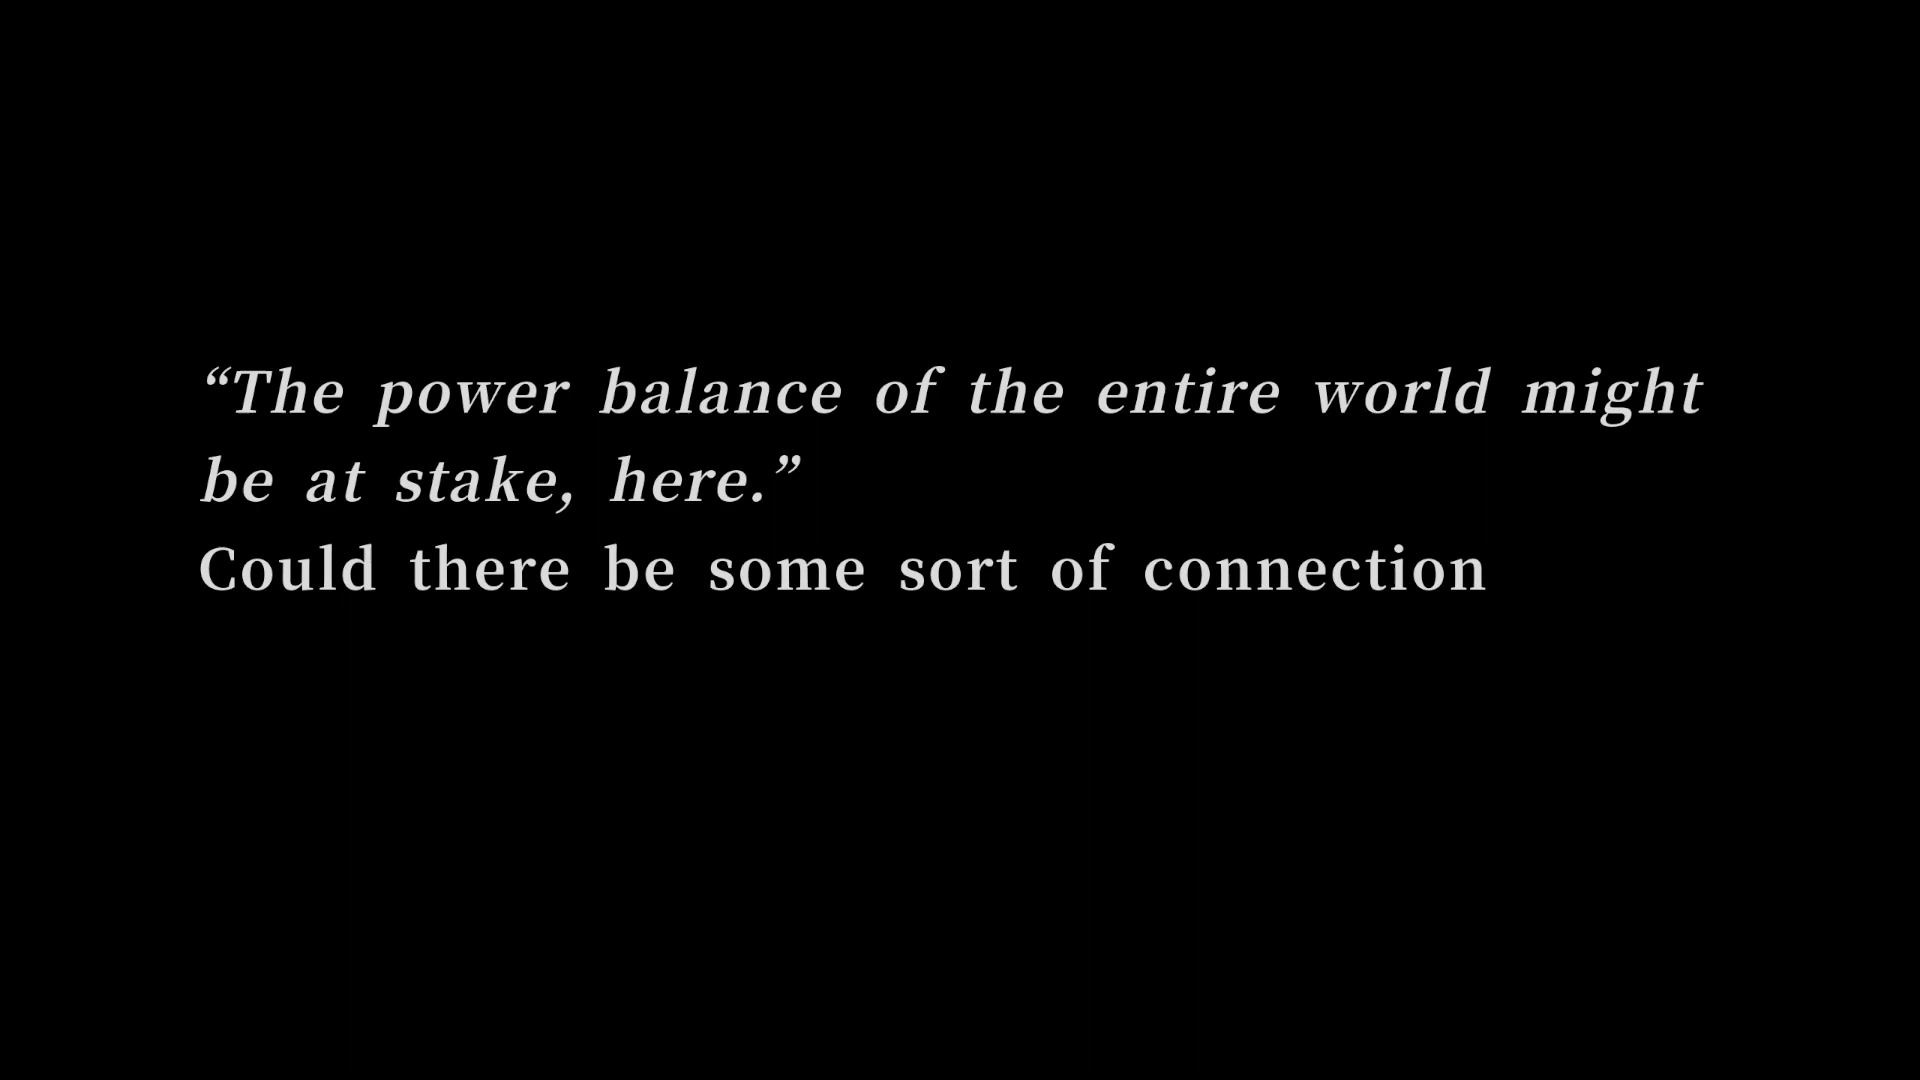 “The power balance of the entire world might
be at stake, here.”
Could there be some sort of connection